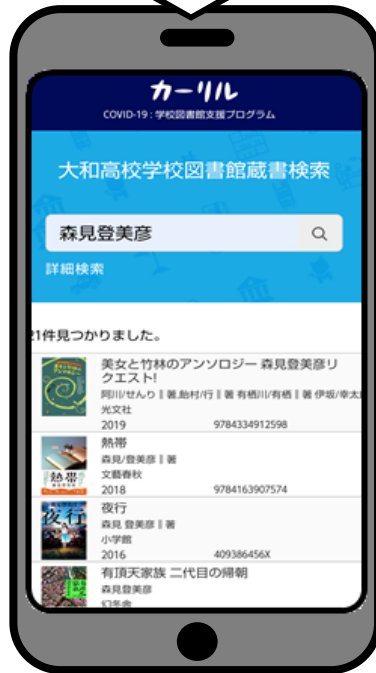 カーリル
COVID-19 : 学校図書館支援プログラム
大和高校学校図書館蔵書検索
森見登美彦
詳細検索
21件見つかりました。
美女と竹林のアンソロジー 森見登美彦リ
クエスト!
阿川/せんり || 著,飴村/行 || 著 有栖川/有栖 || 著 伊坂/幸太
光文社
2019 9784334912598
熱帯
森見/登美彦 || 著
文藝春秋
2018 9784163907574
熱帯
夜行
森見 登美彦 || 著
小学館
2016 409386456X
夜行
有頂天家族 二代目の帰朝
森見登美彦
幻冬舎